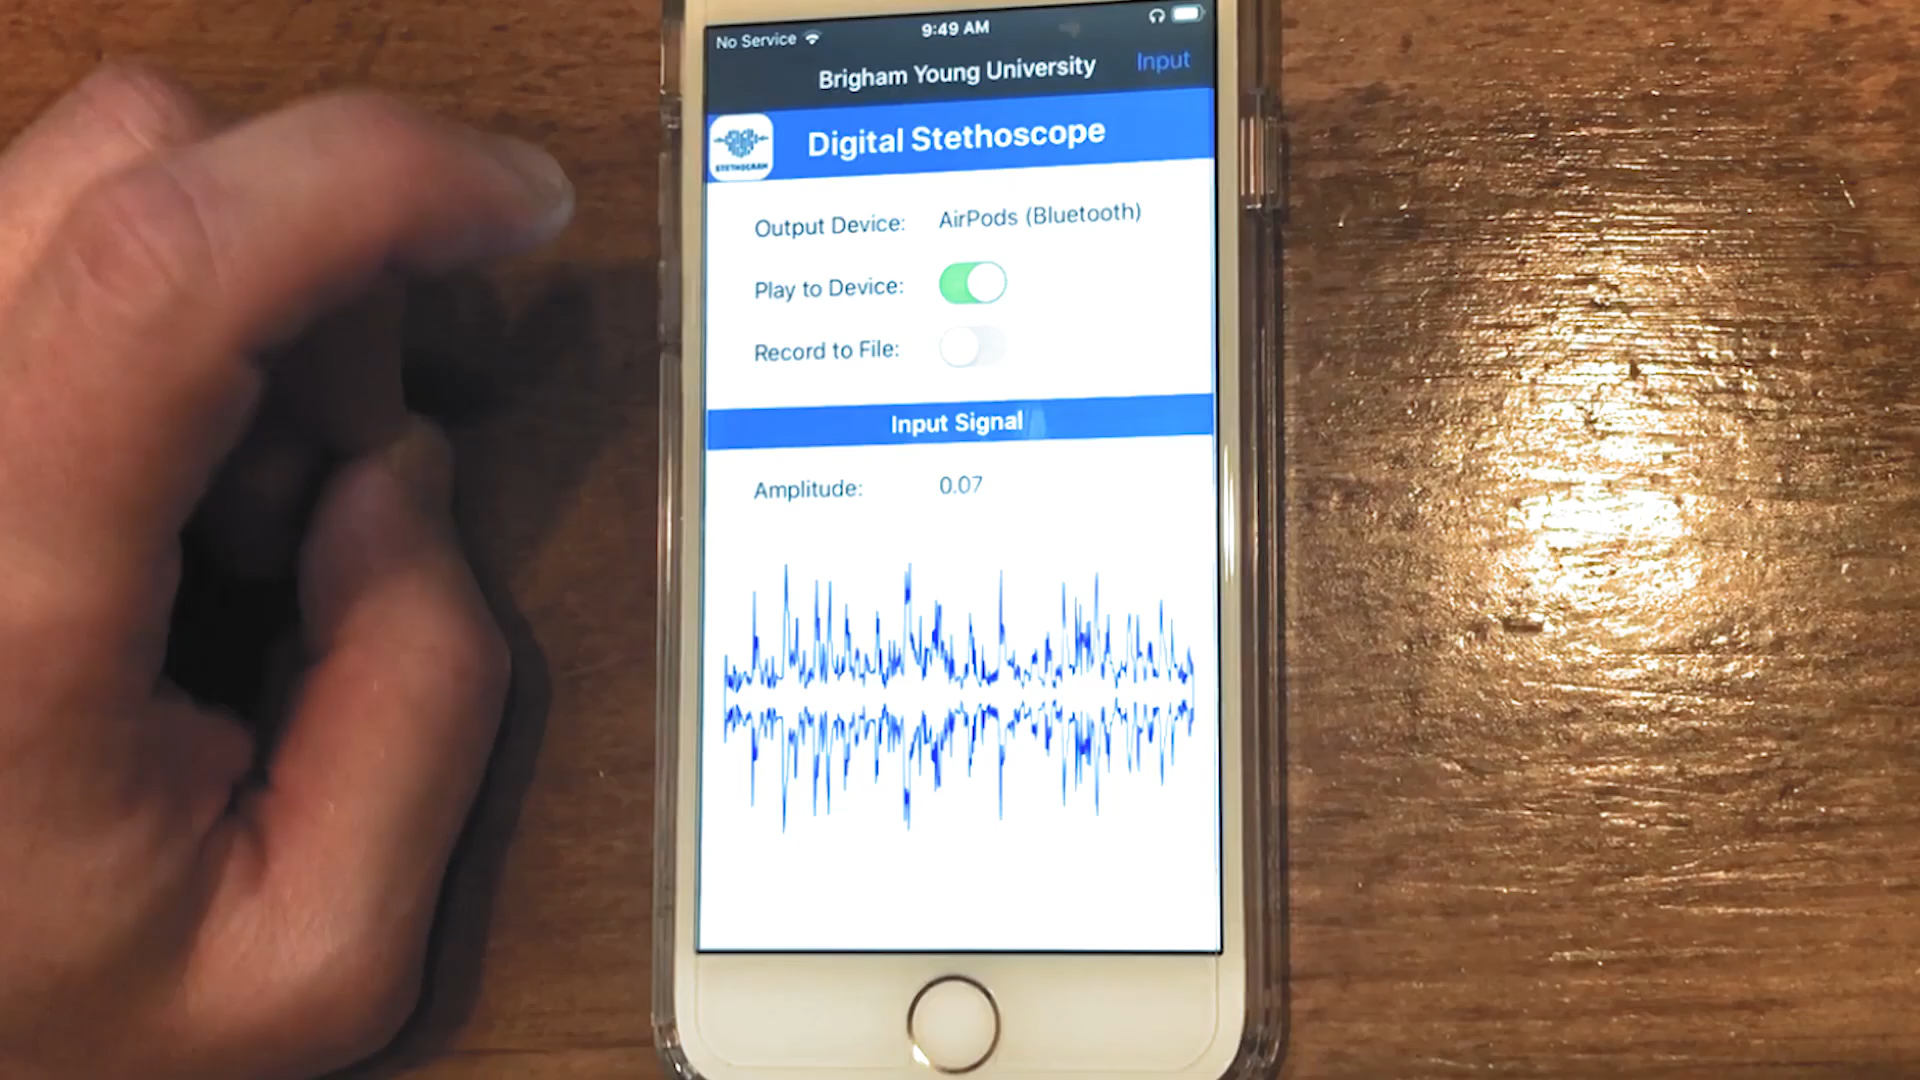 No Service 9:49 AM
Brigham Young University Input
STETHOGRAM
Digital Stethoscope
Output Device: AirPods (Bluetooth)
Play to Device:
Record to File:
Input Signal
Amplitude: 0.07